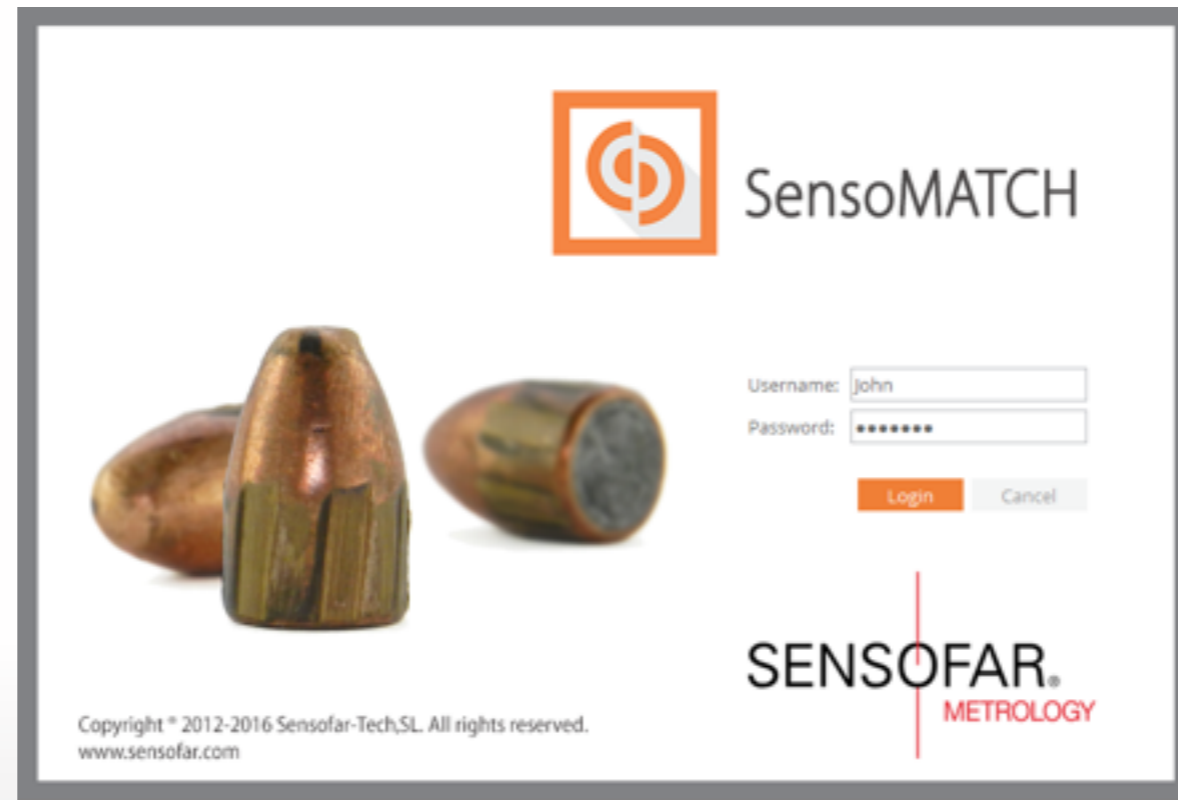 SensoMATCH
Username: John
Password: •••••••
Login Cancel
SENSOFAR®
METROLOGY
Copyright ® 2012-2016 Sensofar-Tech,SL. All rights reserved.
www.sensofar.com